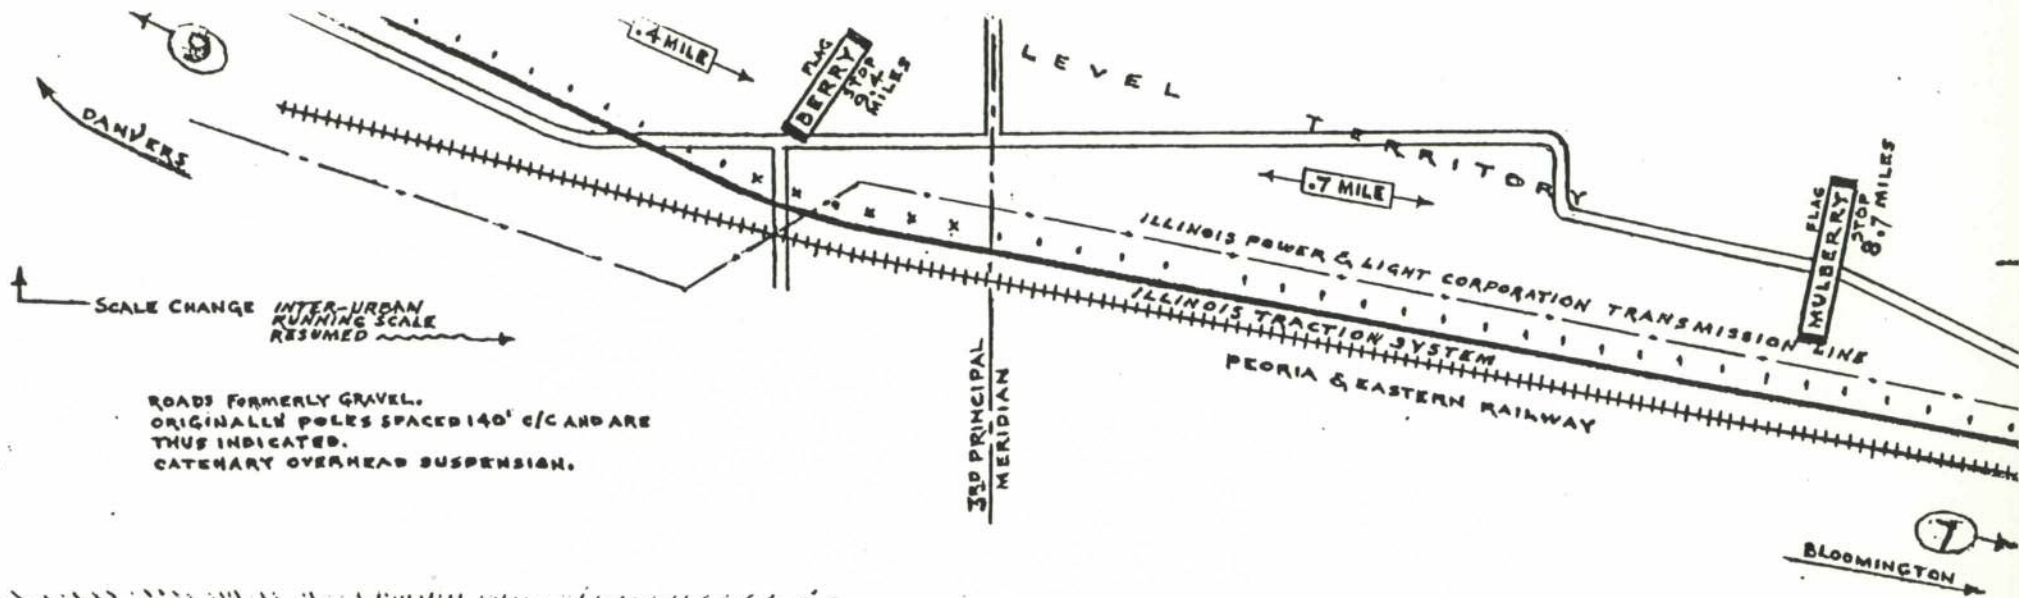 .4 MILE
FLAG
BERRY
STOP
9.4
MILES
LEVEL TERRITORY
DANVERS
.7 MILE
FLAG
MULBERRY
STOP
8.7 MILES
ILLINOIS POWER & LIGHT CORPORATION TRANSMISSION LINE
ILLINOIS TRACTION SYSTEM
PEORIA & EASTERN RAILWAY
SCALE CHANGE
INTER-URBAN
RUNNING SCALE
RESUMED
3RD PRINCIPAL
MERIDIAN
ROADS FORMERLY GRAVEL.
ORIGINALLY POLES SPACED 140' C/C AND ARE
THUS INDICATED.
CATENARY OVERHEAD SUSPENSION.
7
BLOOMINGTON